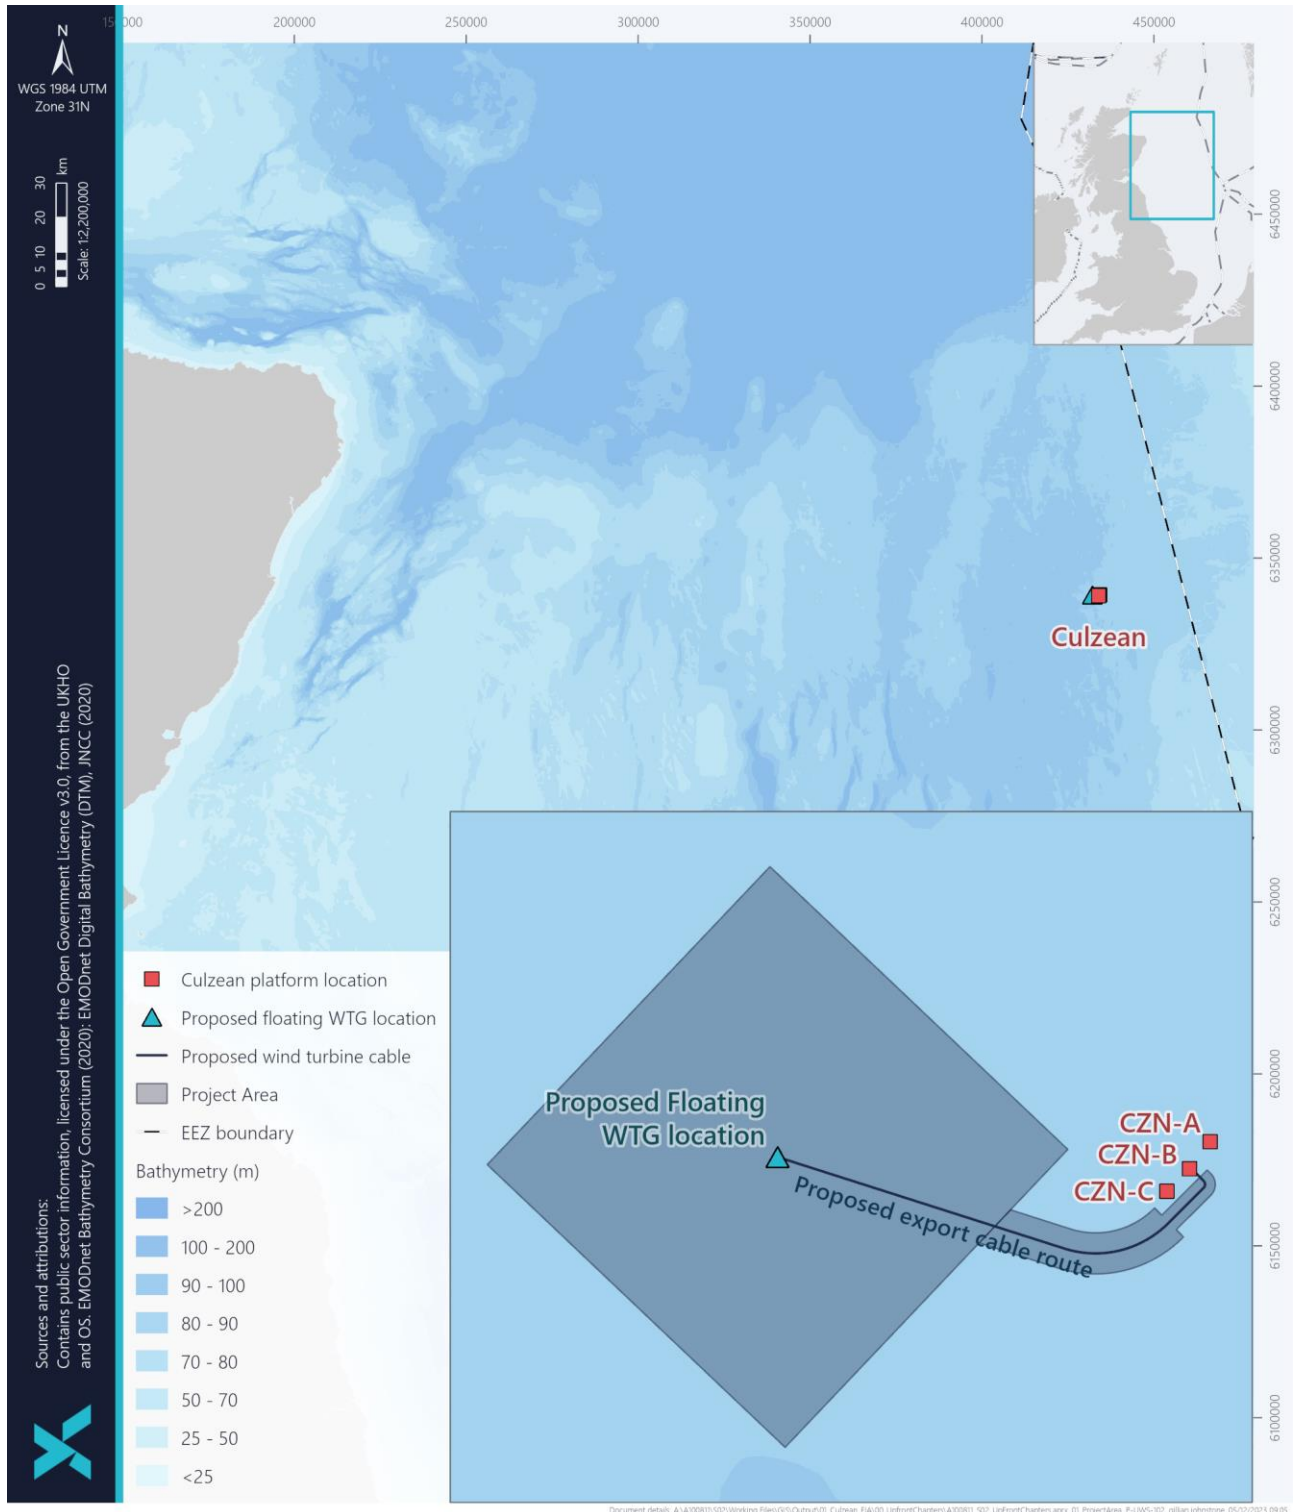 150000 200000 250000 300000 350000 400000 450000
N
WGS 1984 UTM
Zone 31N
0 5 10 20 30 km
Scale: 1:2,200,000
6450000
6400000
6350000
6300000
6250000
6200000
6150000
6100000
Culzean
Culzean platform location
Proposed floating WTG location
Proposed wind turbine cable
Project Area
EEZ boundary
Bathymetry (m)
>200
100 - 200
90 - 100
80 - 90
70 - 80
50 - 70
25 - 50
<25
Proposed Floating
WTG location
Proposed export cable route
CZN-A
CZN-B
CZN-C
Sources and attributions:
Contains public sector information, licensed under the Open Government Licence v3.0, from the UKHO
and OS. EMODnet Bathymetry Consortium (2020): EMODnet Digital Bathymetry (DTM), JNCC (2020)